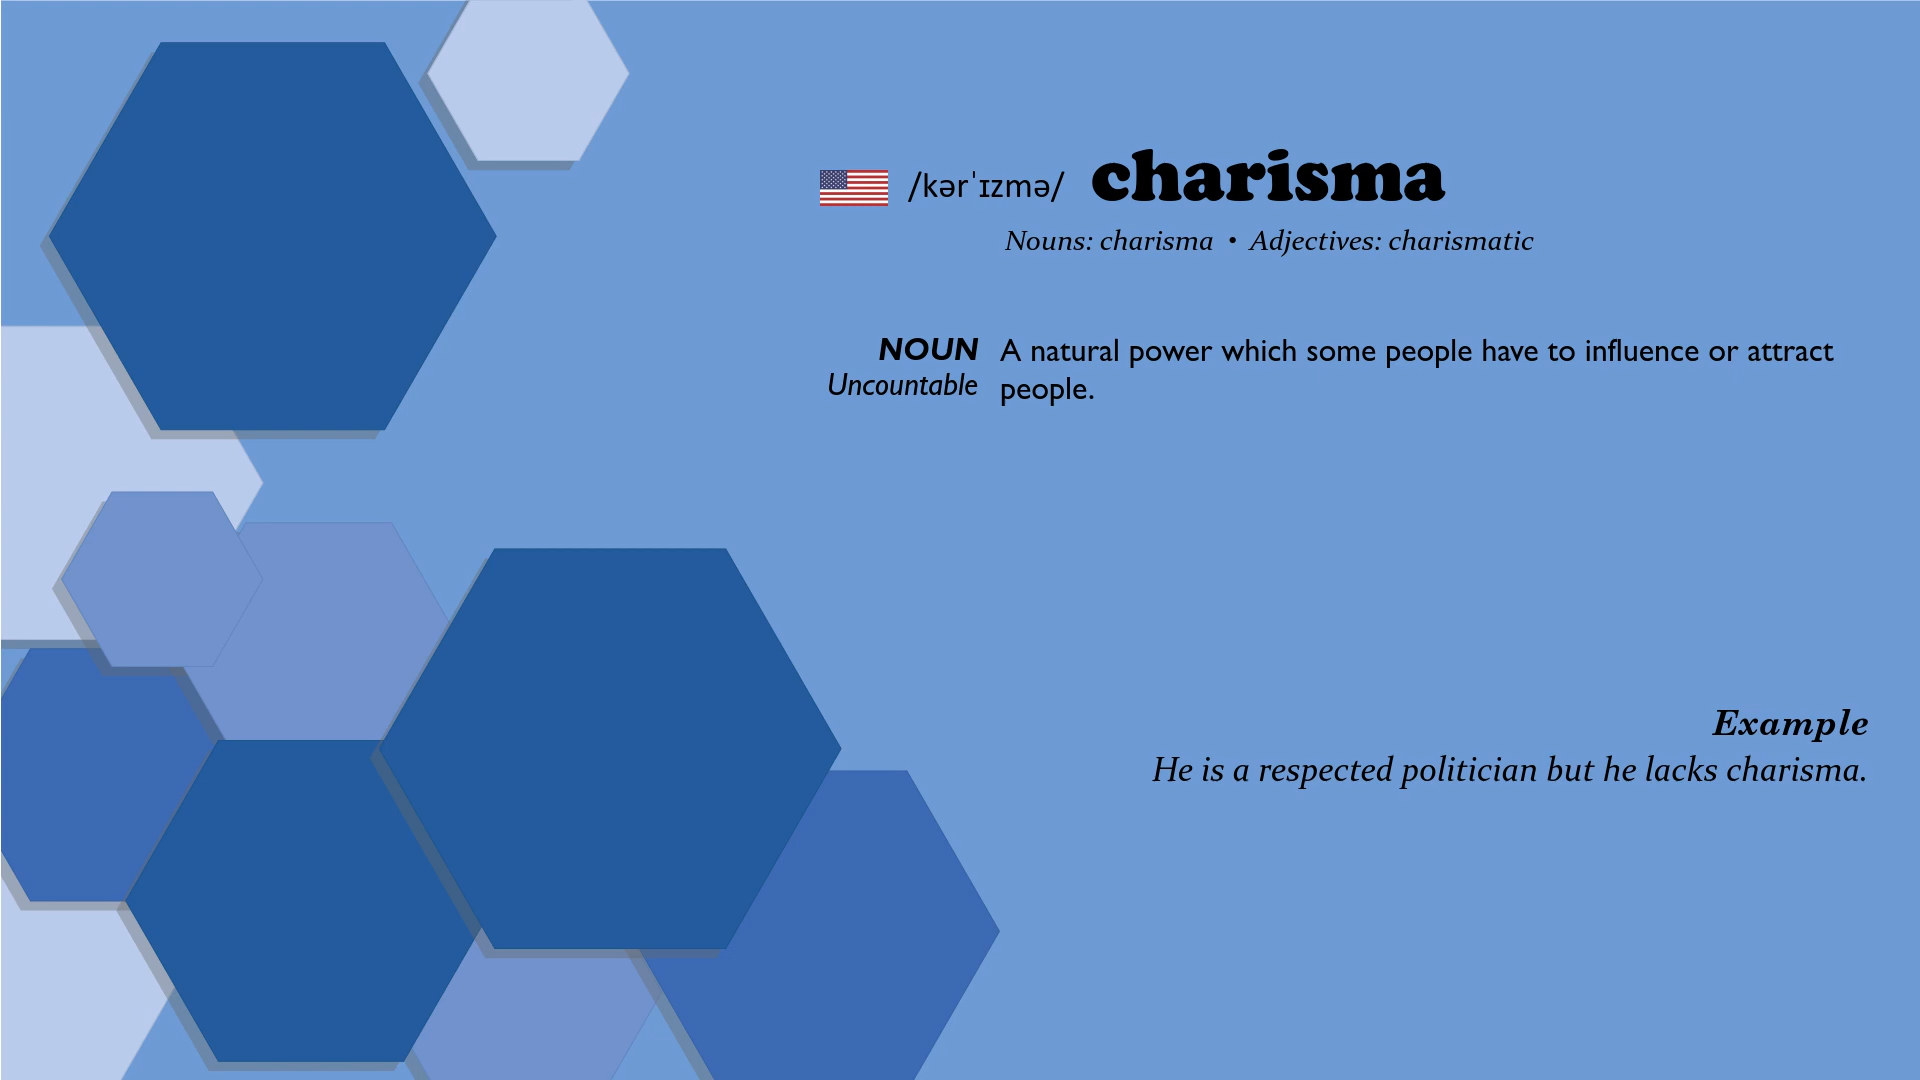 /kərˈɪzmə/ charisma
Nouns: charisma • Adjectives: charismatic
NOUN A natural power which some people have to influence or attract
Uncountable people.
Example
He is a respected politician but he lacks charisma.